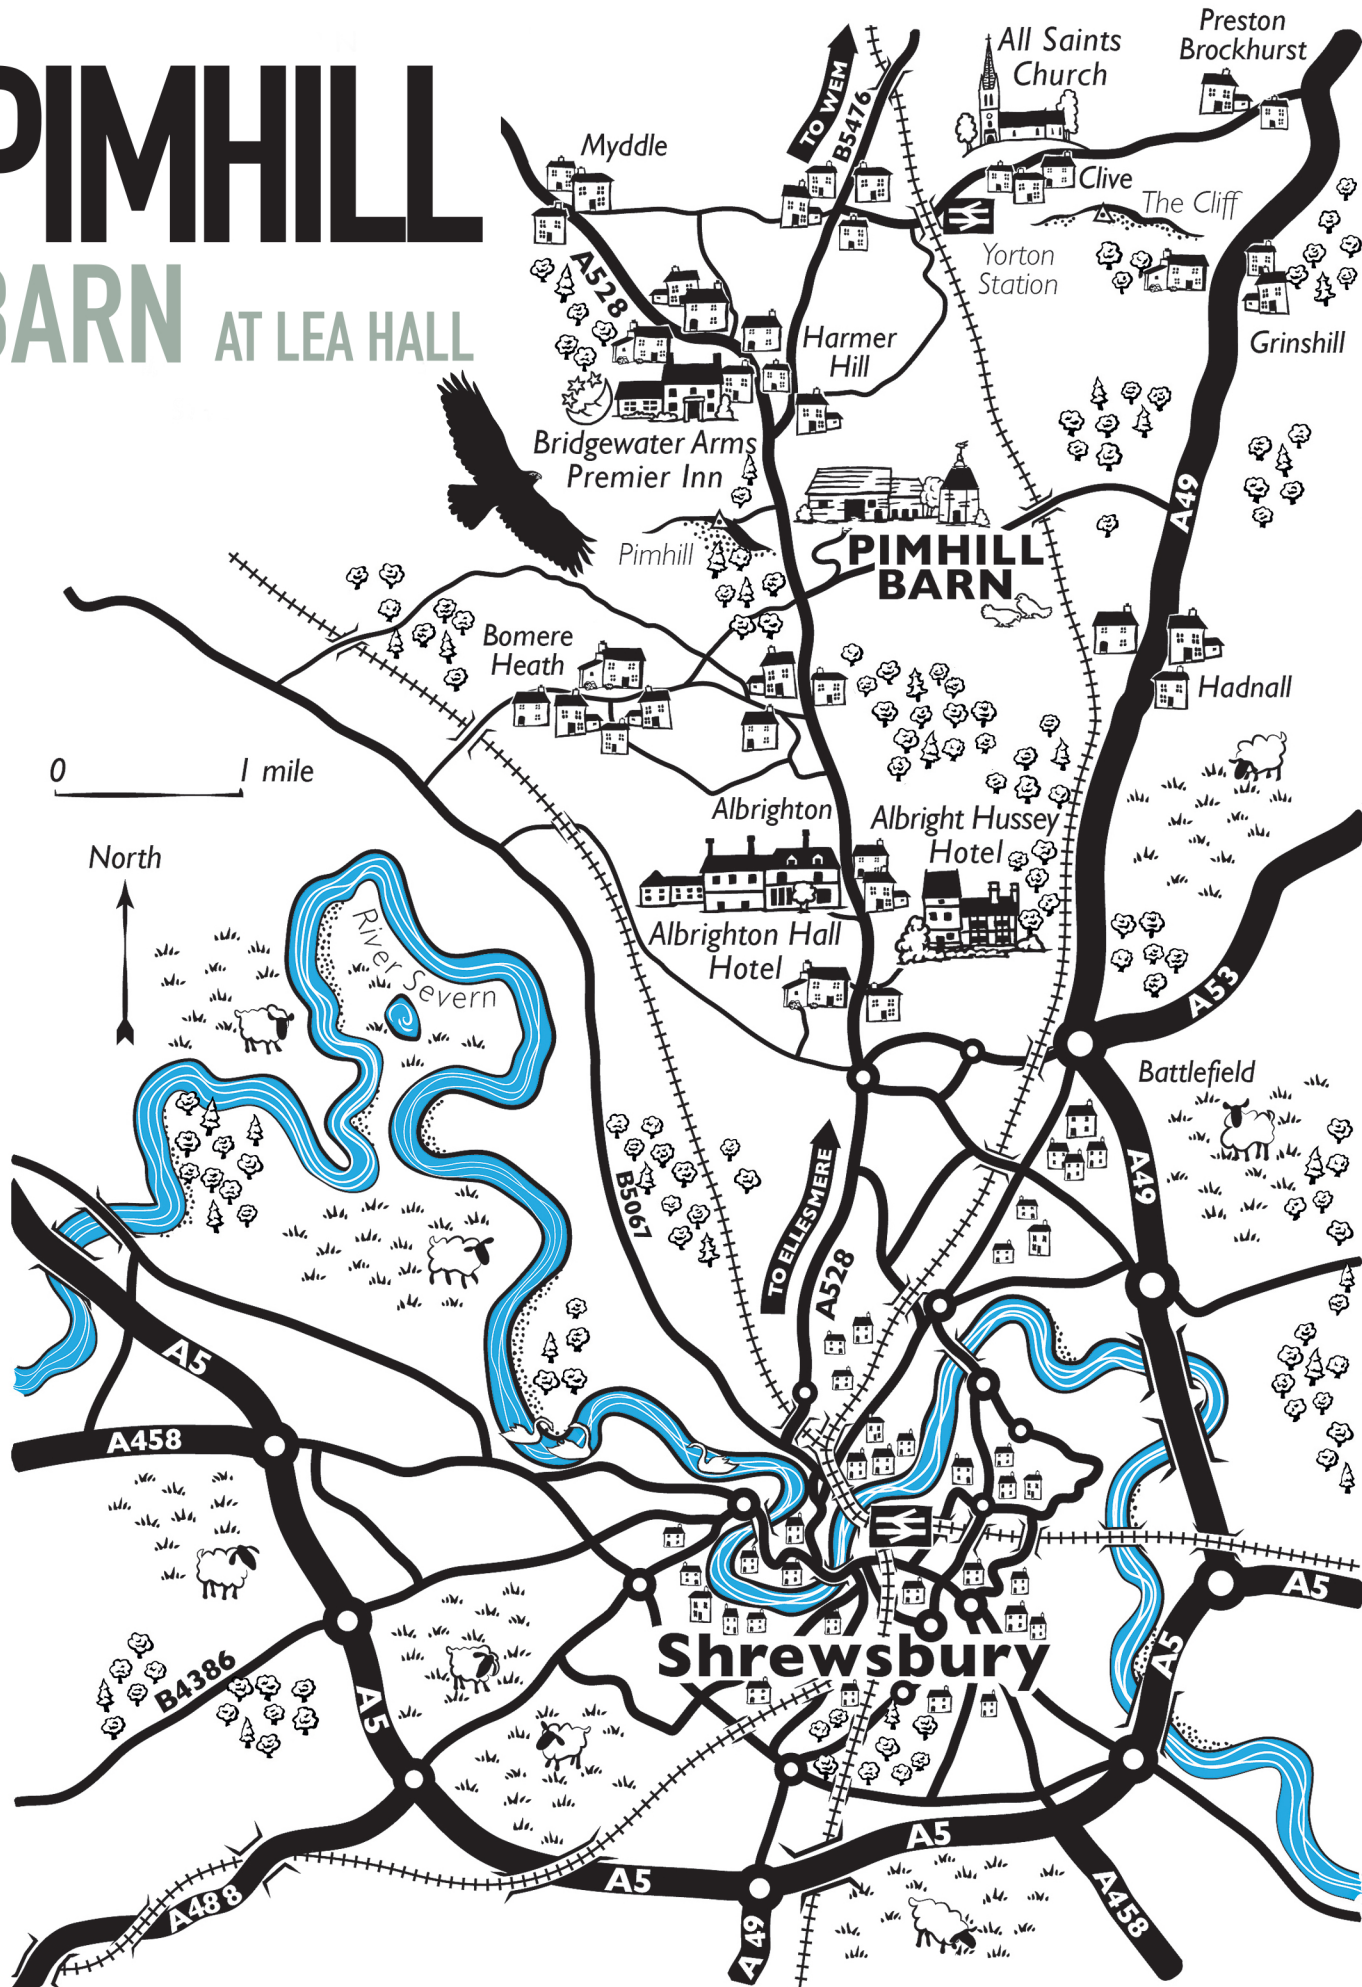 PIMHILL
BARN AT LEA HALL
Preston
Brockhurst
All Saints
Church
TO WEM
B5476
Myddle
Clive
The Cliff
Yorton
Station
A528
Harmer
Hill
Grinshill
Bridgewater Arms
Premier Inn
A49
Pimhill
PIMHILL
BARN
Bomere
Heath
Hadnall
0 1 mile
Albrighton
Albright Hussey
Hotel
North
River Severn
Albrighton Hall
Hotel
A53
Battlefield
B5067
TO ELLESMERE
A528
A49
A5
A458
A5
Shrewsbury
A5
B4386
A5
A5
A5
A488
A49
A458